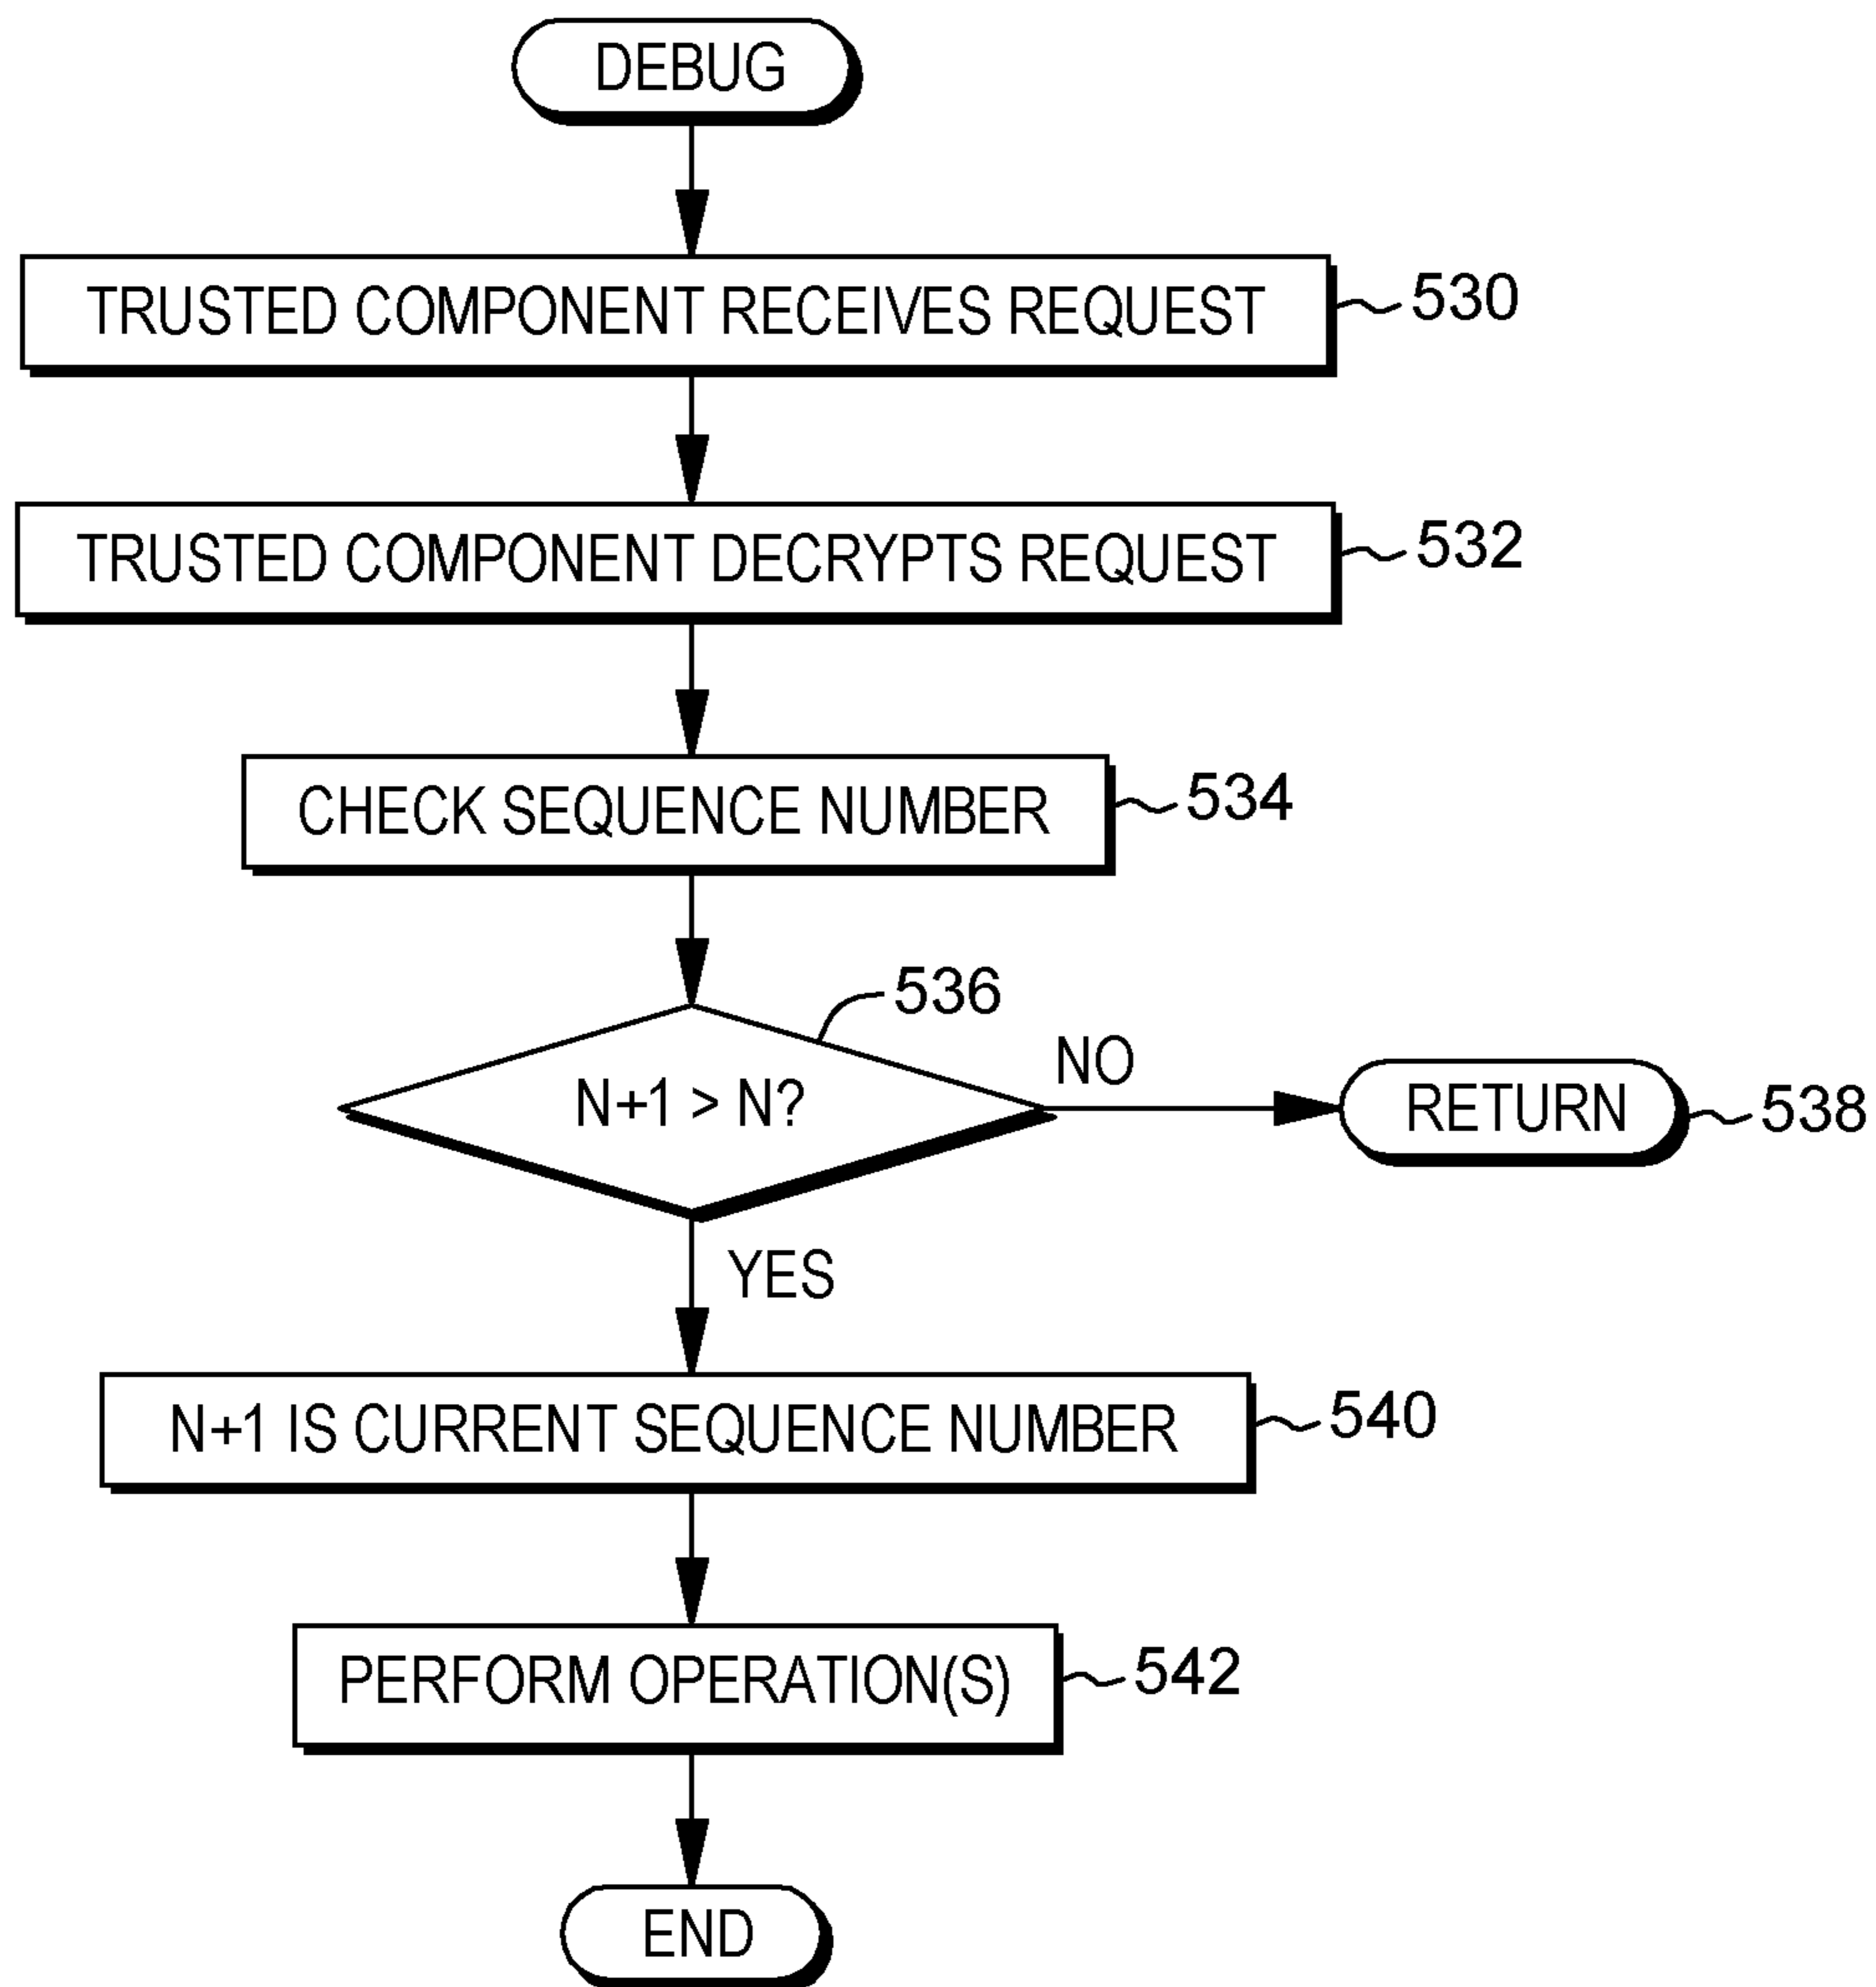 DEBUG
TRUSTED COMPONENT RECEIVES REQUEST
530
TRUSTED COMPONENT DECRYPTS REQUEST
532
CHECK SEQUENCE NUMBER
534
536
N+1 > N?
NO
RETURN
538
YES
N+1 IS CURRENT SEQUENCE NUMBER
540
PERFORM OPERATION(S)
542
END